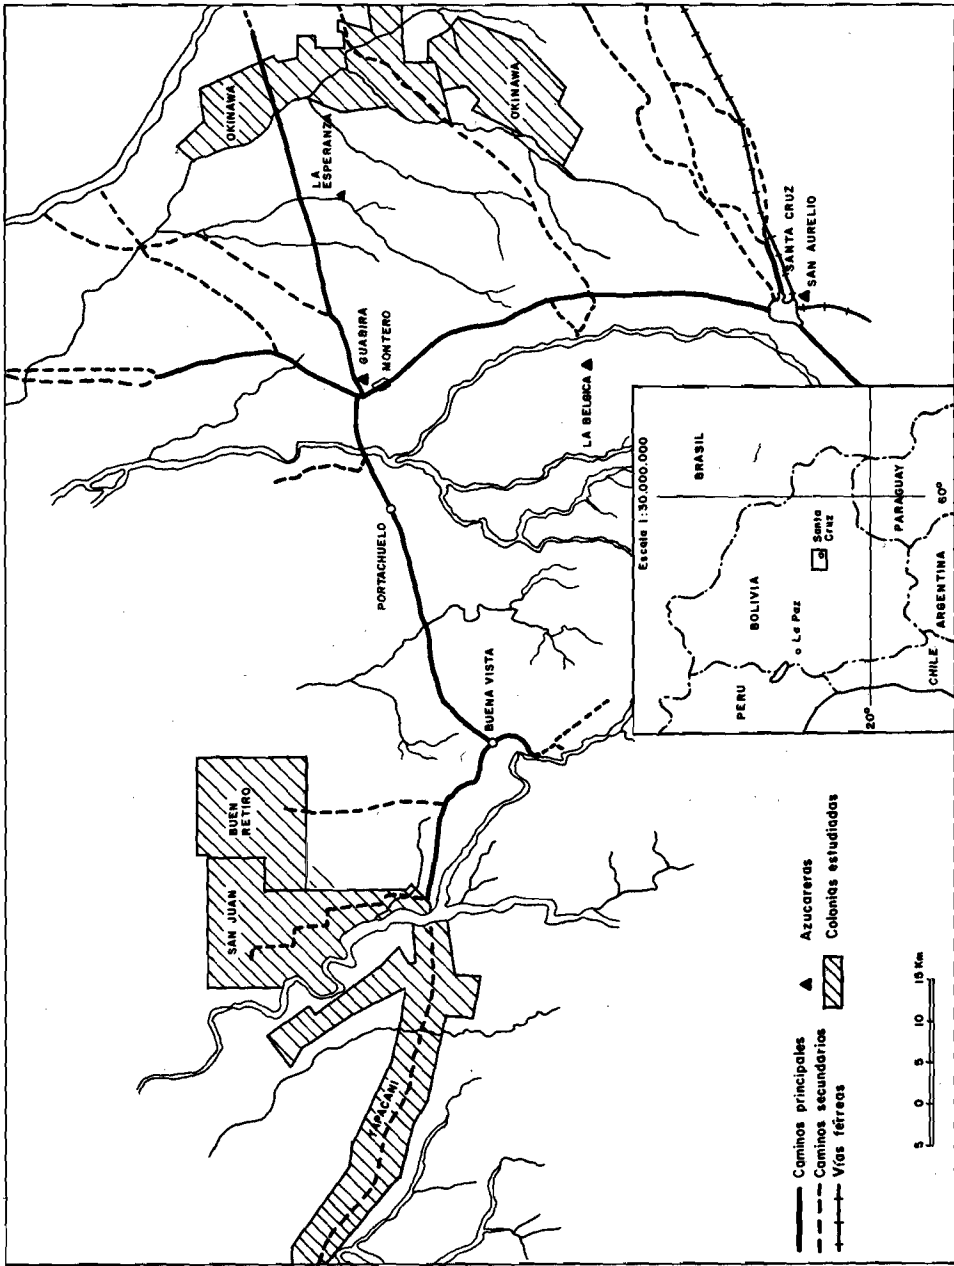 OKINAWA
OKINAWA
LA
ESPERANZA
GUABIRA
MONTERO
SANTA CRUZ
SAN AURELIO
LA BELGICA
PORTACHUELO
BUENA VISTA
BUEN
RETIRO
SAN JUAN
YAPACANI
Escala 1:30.000.000
BRASIL
BOLIVIA
PERU
La Paz
Santa
Cruz
PARAGUAY
CHILE
ARGENTINA
20°
60°
Caminos principales
Caminos secundarios
Vías férreas
Azucareras
Colonias estudiadas
5 0 5 10 15 Km